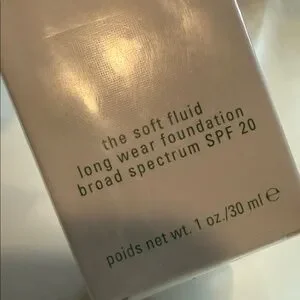 the soft fluid
long wear foundation
broad spectrum SPF 20
poids net wt. 1 oz./30 ml ℮